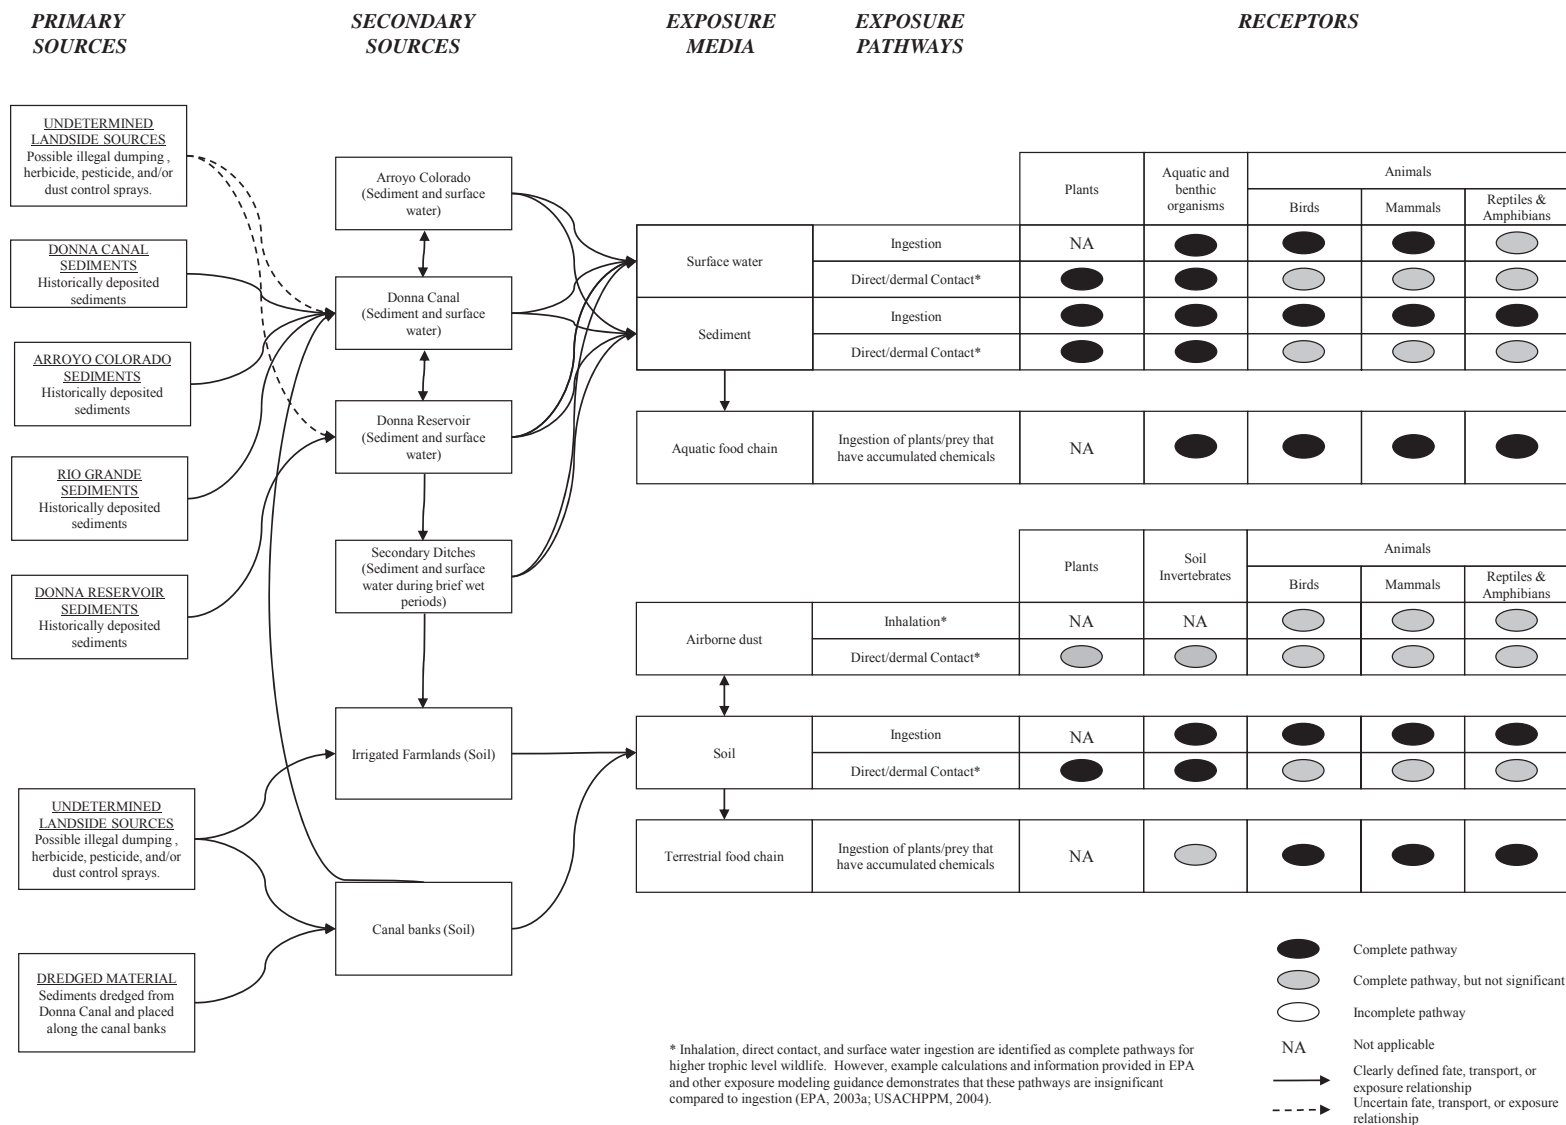 PRIMARY
SOURCES
SECONDARY
SOURCES
EXPOSURE
MEDIA
EXPOSURE
PATHWAYS
RECEPTORS
UNDETERMINED
LANDSIDE SOURCES
Possible illegal dumping ,
herbicide, pesticide, and/or
dust control sprays.
DONNA CANAL
SEDIMENTS
Historically deposited
sediments
ARROYO COLORADO
SEDIMENTS
Historically deposited
sediments
RIO GRANDE
SEDIMENTS
Historically deposited
sediments
DONNA RESERVOIR
SEDIMENTS
Historically deposited
sediments
UNDETERMINED
LANDSIDE SOURCES
Possible illegal dumping ,
herbicide, pesticide, and/or
dust control sprays.
DREDGED MATERIAL
Sediments dredged from
Donna Canal and placed
along the canal banks
Arroyo Colorado
(Sediment and surface
water)
Donna Canal
(Sediment and surface
water)
Donna Reservoir
(Sediment and surface
water)
Secondary Ditches
(Sediment and surface
water during brief wet
periods)
Irrigated Farmlands (Soil)
Canal banks (Soil)
Plants
Aquatic and
benthic
organisms
Animals
Birds
Mammals
Reptiles &
Amphibians
Surface water
Ingestion
NA
Direct/dermal Contact*
Sediment
Ingestion
Direct/dermal Contact*
Aquatic food chain
Ingestion of plants/prey that
have accumulated chemicals
NA
Plants
Soil
Invertebrates
Animals
Birds
Mammals
Reptiles &
Amphibians
Airborne dust
Inhalation*
NA
NA
Direct/dermal Contact*
Soil
Ingestion
NA
Direct/dermal Contact*
Terrestrial food chain
Ingestion of plants/prey that
have accumulated chemicals
NA
Complete pathway
Complete pathway, but not significant
Incomplete pathway
NA
Not applicable
Clearly defined fate, transport, or
exposure relationship
Uncertain fate, transport, or exposure
relationship
* Inhalation, direct contact, and surface water ingestion are identified as complete pathways for
higher trophic level wildlife. However, example calculations and information provided in EPA
and other exposure modeling guidance demonstrates that these pathways are insignificant
compared to ingestion (EPA, 2003a; USACHPPM, 2004).